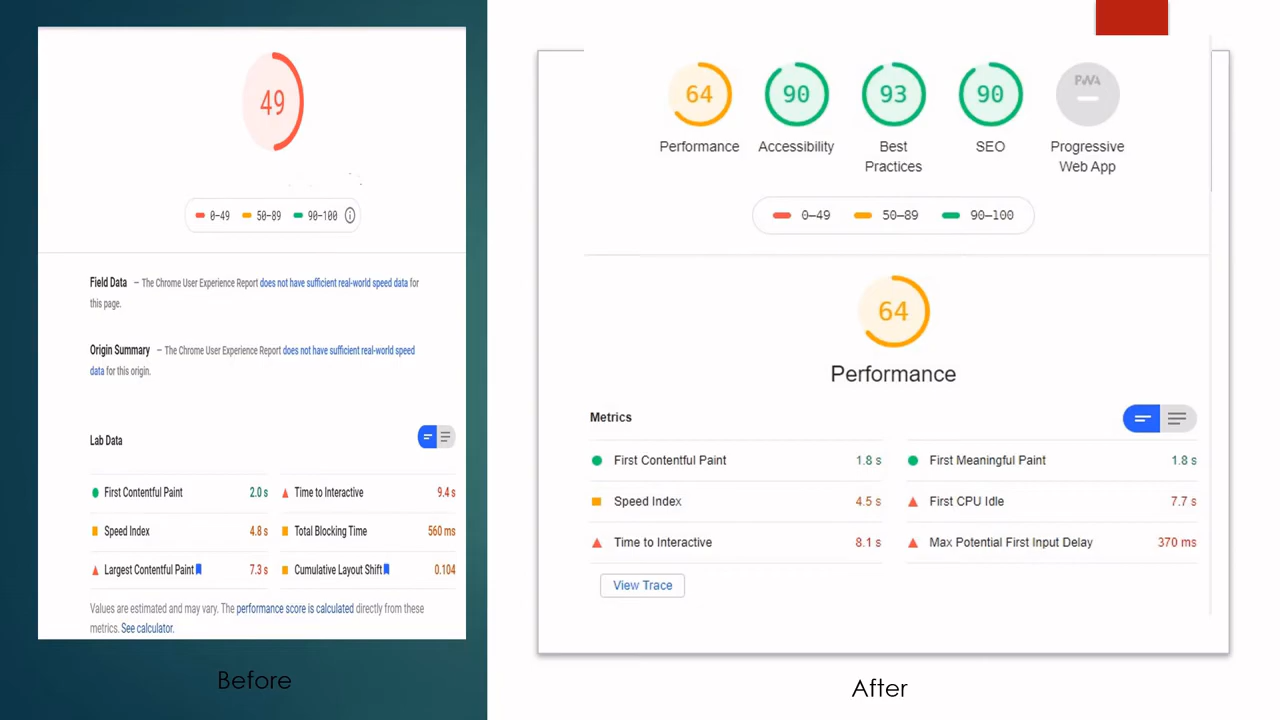 49
0–49 50–89 90–100
Field Data — The Chrome User Experience Report does not have sufficient real-world speed data for
this page.
Origin Summary — The Chrome User Experience Report does not have sufficient real-world speed
data for this origin.
Lab Data
First Contentful Paint 2.0 s Time to Interactive 9.4 s
Speed Index 4.8 s Total Blocking Time 560 ms
Largest Contentful Paint 7.3 s Cumulative Layout Shift 0.104
Values are estimated and may vary. The performance score is calculated directly from these
metrics. See calculator.
Before
64 90 93 90 PWA
Performance Accessibility Best SEO Progressive
Practices Web App
0–49 50–89 90–100
64
Performance
Metrics
First Contentful Paint 1.8 s First Meaningful Paint 1.8 s
Speed Index 4.5 s First CPU Idle 7.7 s
Time to Interactive 8.1 s Max Potential First Input Delay 370 ms
View Trace
After